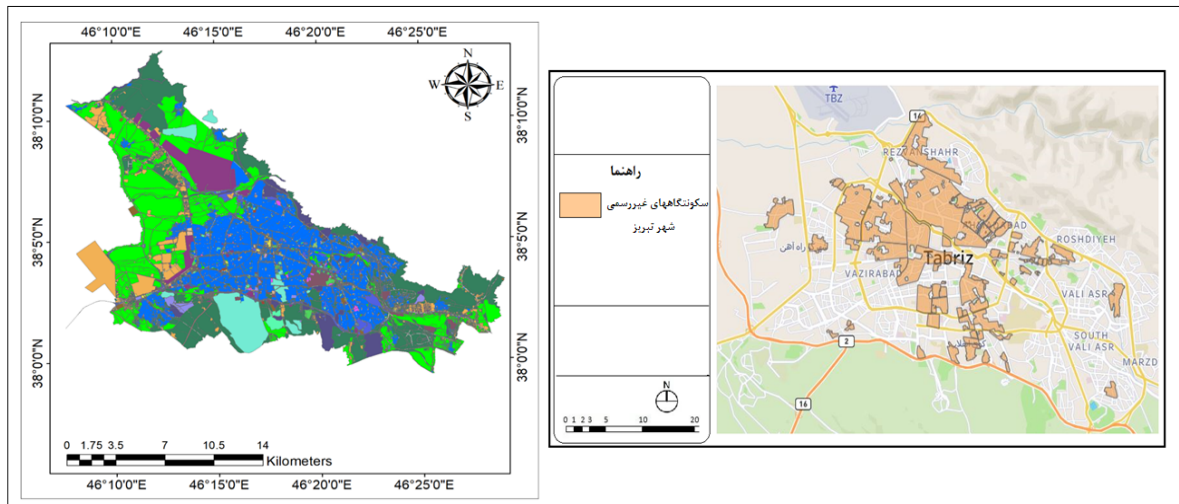 46°10'0"E 46°15'0"E 46°20'0"E 46°25'0"E
N
W E
S
38°10'0"N 38°10'0"N
38°5'0"N 38°5'0"N
38°0'0"N 38°0'0"N
0 1.75 3.5 7 10.5 14
Kilometers
46°10'0"E 46°15'0"E 46°20'0"E 46°25'0"E
راهنما
سکونتگاههای غیررسمی
شهر تبریز
N
0 1 2 3 5 10 20
TBZ
16
REZVANSHAHR
ROSHDIYEH
راه آهن
Tabriz
VAZIRABAD
VALI ASR
SOUTH
VALI ASR
2
MARZD
16